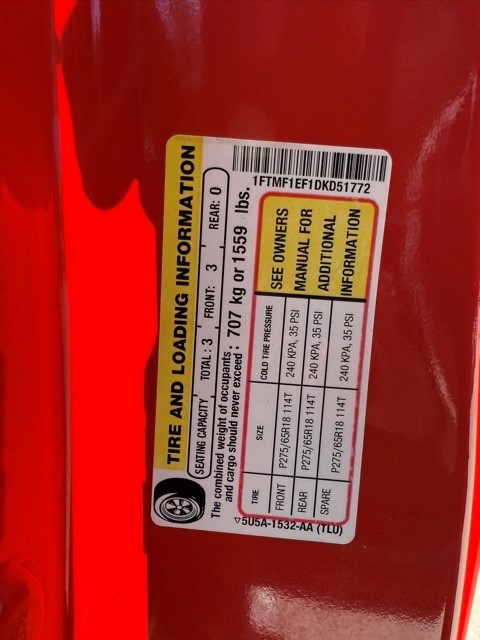 TIRE AND LOADING INFORMATION
SEATING CAPACITY TOTAL: 3 FRONT: 3 REAR: 0
The combined weight of occupants
and cargo should never exceed: 707 kg or 1559 lbs.
TIRE SIZE COLD TIRE PRESSURE
FRONT P275/65R18 114T 240 KPA, 35 PSI
REAR P275/65R18 114T 240 KPA, 35 PSI
SPARE P275/65R18 114T 240 KPA, 35 PSI
SEE OWNERS
MANUAL FOR
ADDITIONAL
INFORMATION
5U5A-1532-AA (TLU)
1FTMF1EF1DKD51772